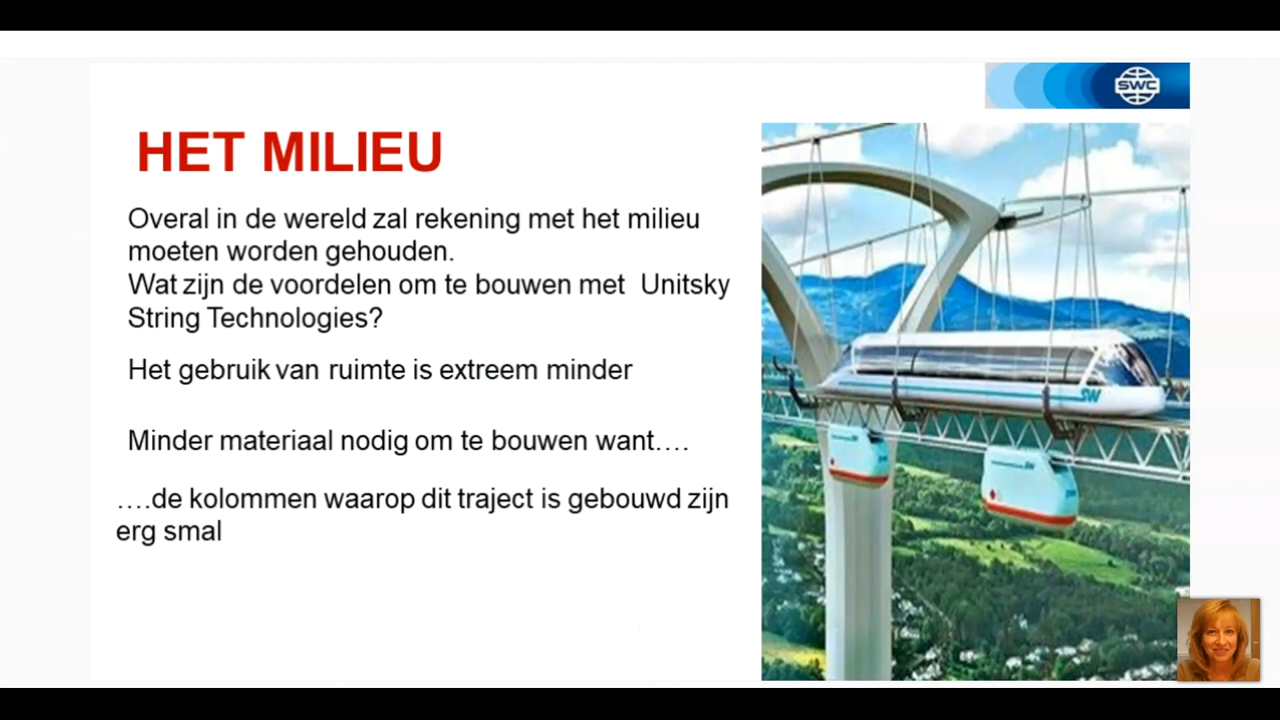 SWC
HET MILIEU
Overal in de wereld zal rekening met het milieu
moeten worden gehouden.
Wat zijn de voordelen om te bouwen met Unitsky
String Technologies?
Het gebruik van ruimte is extreem minder
Minder materiaal nodig om te bouwen want….
….de kolommen waarop dit traject is gebouwd zijn
erg smal
SW